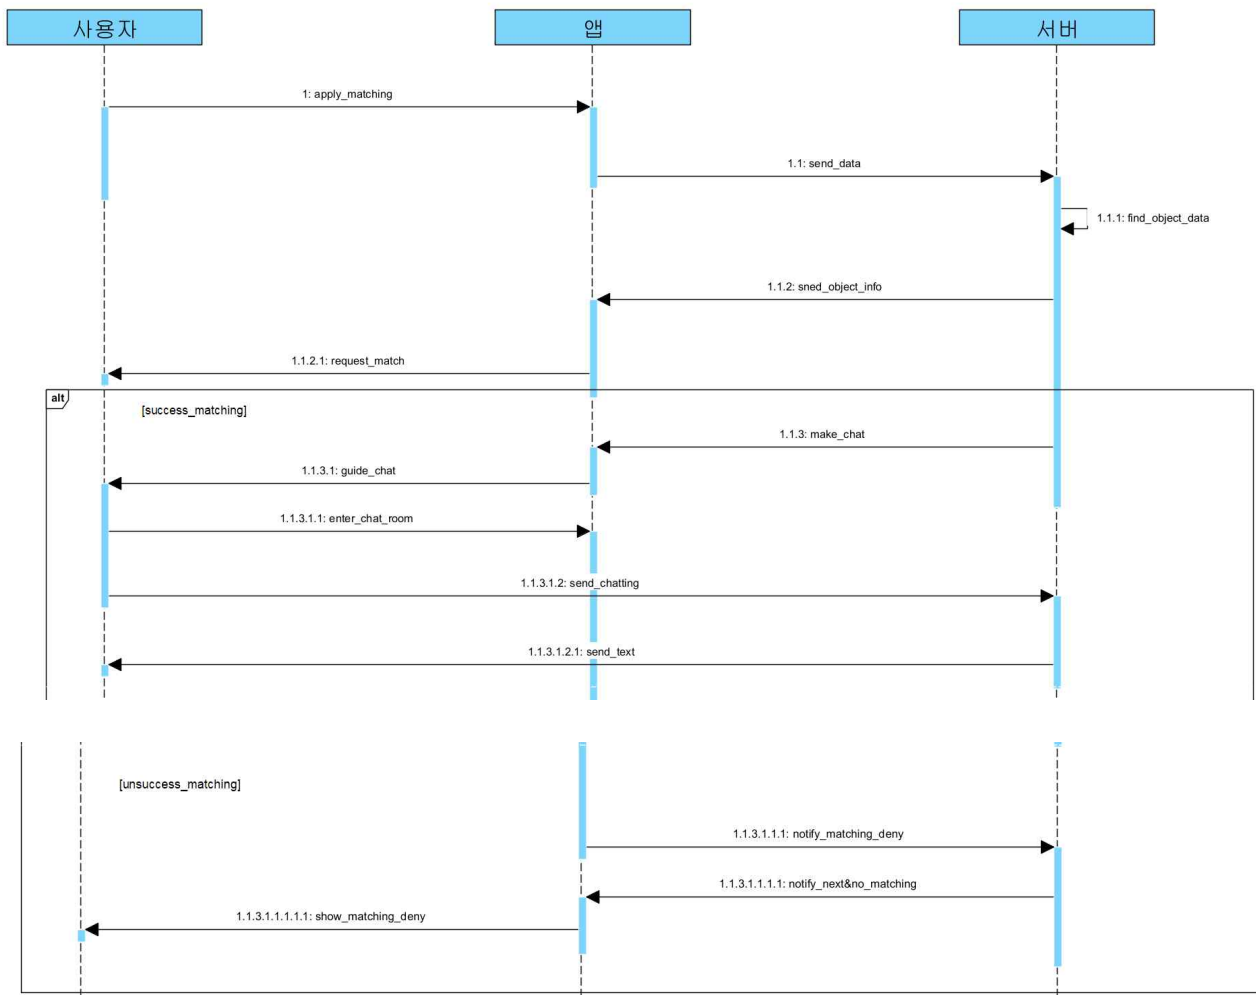 사용자
앱
서버
1: apply_matching
1.1: send_data
1.1.1: find_object_data
1.1.2: sned_object_info
1.1.2.1: request_match
alt
[success_matching]
1.1.3: make_chat
1.1.3.1: guide_chat
1.1.3.1.1: enter_chat_room
1.1.3.1.2: send_chatting
1.1.3.1.2.1: send_text
[unsuccess_matching]
1.1.3.1.1.1: notify_matching_deny
1.1.3.1.1.1.1: notify_next&no_matching
1.1.3.1.1.1.1.1: show_matching_deny